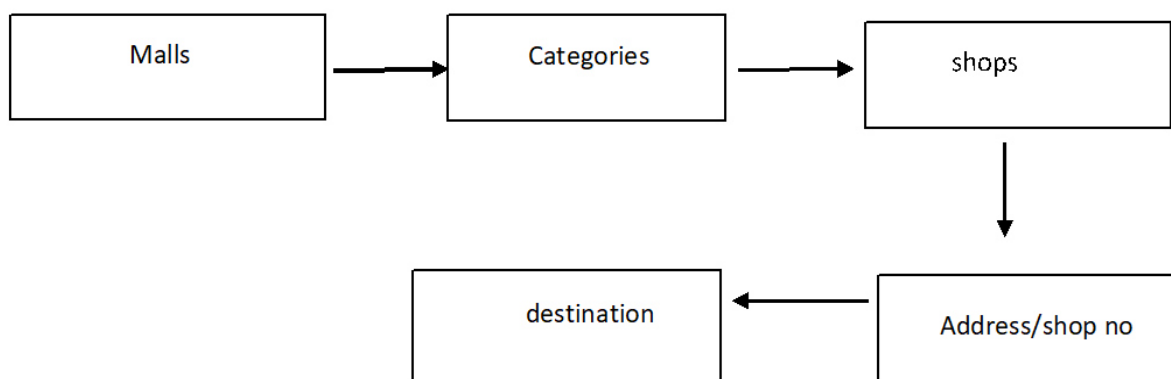 Malls
Categories
shops
Address/shop no
destination